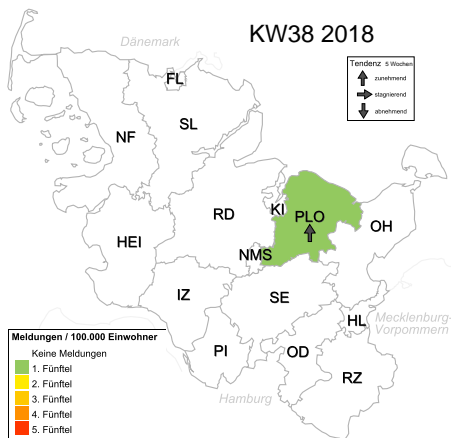 KW38 2018
Dänemark
Tendenz 5 Wochen
zunehmend
stagnierend
abnehmend
FL
SL
NF
RD
KI
PLO
OH
HEI
NMS
IZ
SE
HL
Mecklenburg-
Vorpommern
PI
OD
RZ
Hamburg
Meldungen / 100.000 Einwohner
Keine Meldungen
1. Fünftel
2. Fünftel
3. Fünftel
4. Fünftel
5. Fünftel